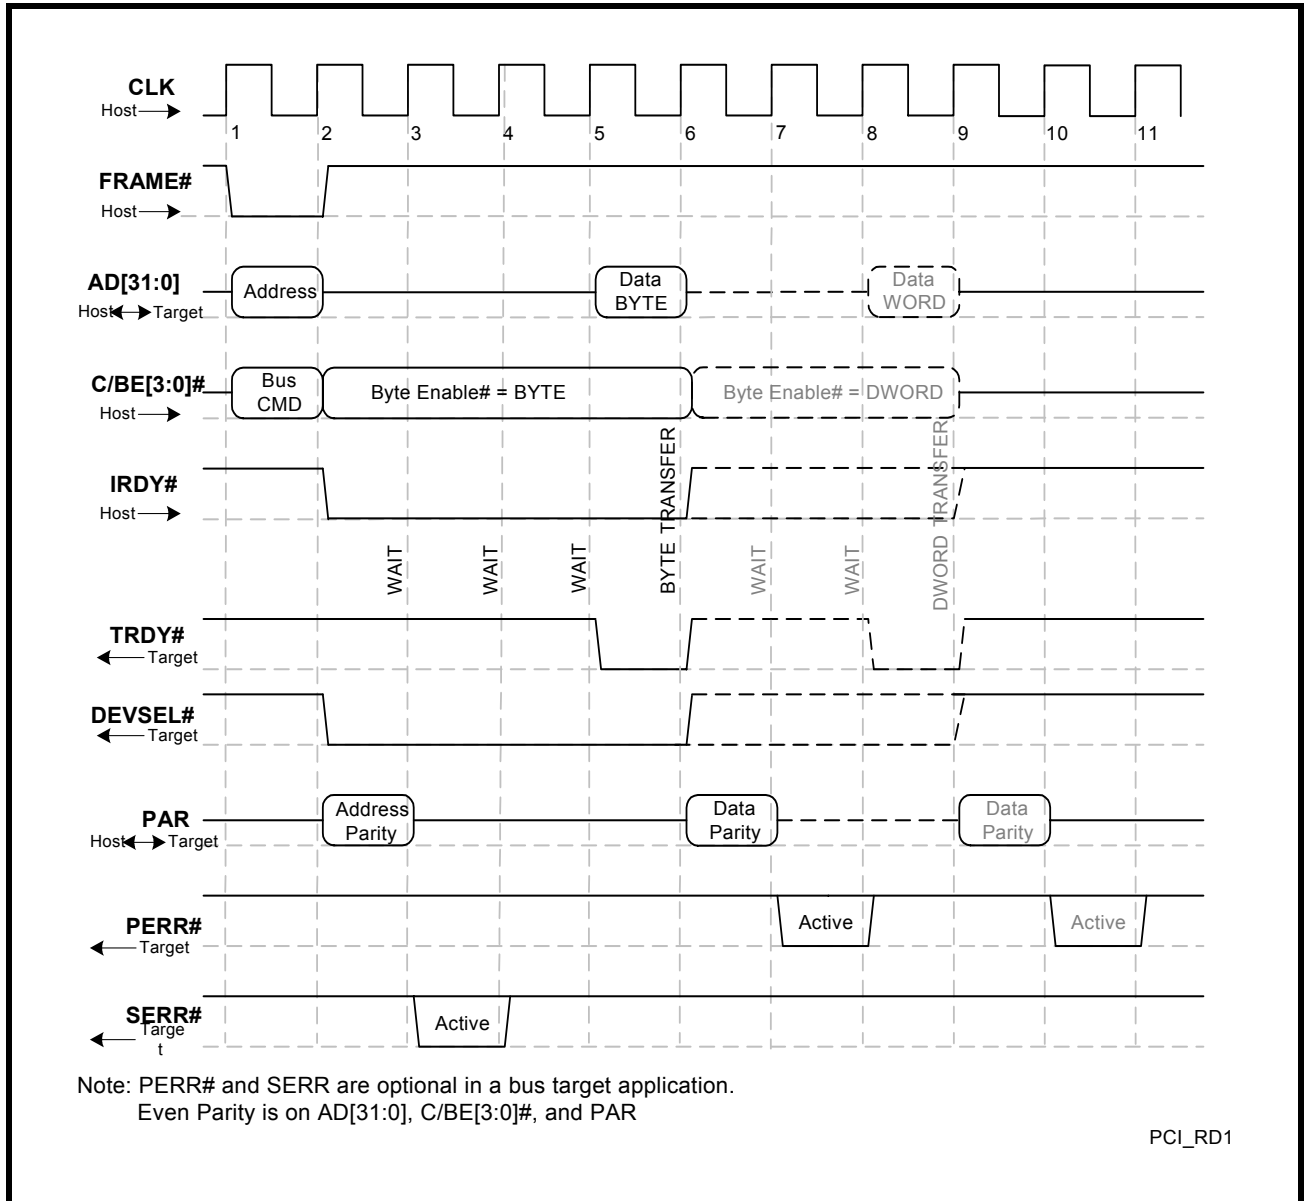 CLK
Host
1 2 3 4 5 6 7 8 9 10 11
FRAME#
Host
AD[31:0]
Host Target
Address
Data
BYTE
Data
WORD
C/BE[3:0]#
Host
Bus
CMD
Byte Enable# = BYTE
Byte Enable# = DWORD
IRDY#
Host
WAIT
WAIT
WAIT
BYTE TRANSFER
WAIT
WAIT
DWORD TRANSFER
TRDY#
Target
DEVSEL#
Target
PAR
Host Target
Address
Parity
Data
Parity
Data
Parity
PERR#
Target
Active
Active
SERR#
Targe
t
Active
Note: PERR# and SERR are optional in a bus target application.
Even Parity is on AD[31:0], C/BE[3:0]#, and PAR
PCI_RD1